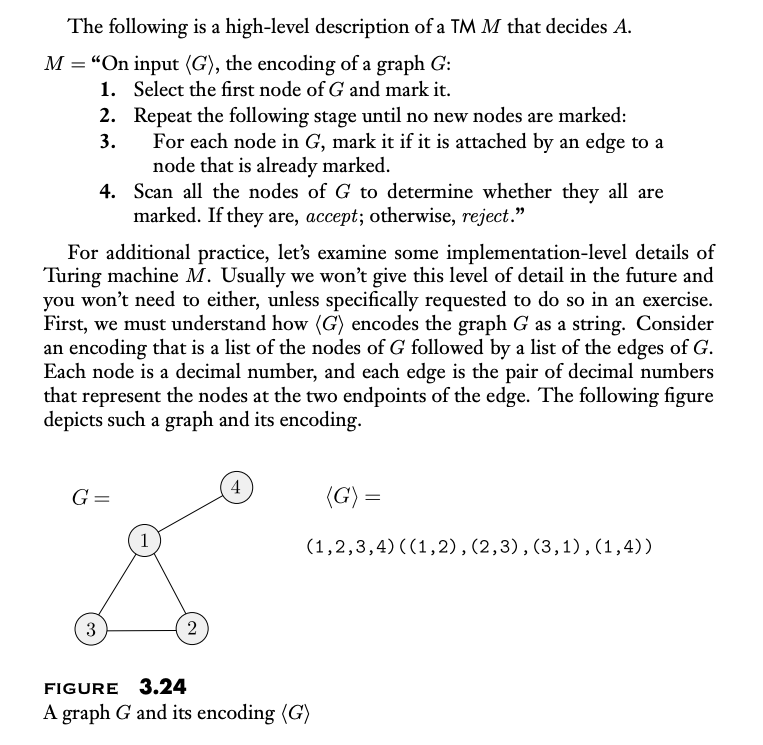 The following is a high-level description of a TM M that decides A.
M = “On input ⟨G⟩, the encoding of a graph G:
1. Select the first node of G and mark it.
2. Repeat the following stage until no new nodes are marked:
3. For each node in G, mark it if it is attached by an edge to a
node that is already marked.
4. Scan all the nodes of G to determine whether they all are
marked. If they are, accept; otherwise, reject.”
For additional practice, let’s examine some implementation-level details of
Turing machine M. Usually we won’t give this level of detail in the future and
you won’t need to either, unless specifically requested to do so in an exercise.
First, we must understand how ⟨G⟩ encodes the graph G as a string. Consider
an encoding that is a list of the nodes of G followed by a list of the edges of G.
Each node is a decimal number, and each edge is the pair of decimal numbers
that represent the nodes at the two endpoints of the edge. The following figure
depicts such a graph and its encoding.
G =
4
1
3
2
⟨G⟩ =
(1,2,3,4)((1,2),(2,3),(3,1),(1,4))
FIGURE 3.24
A graph G and its encoding ⟨G⟩